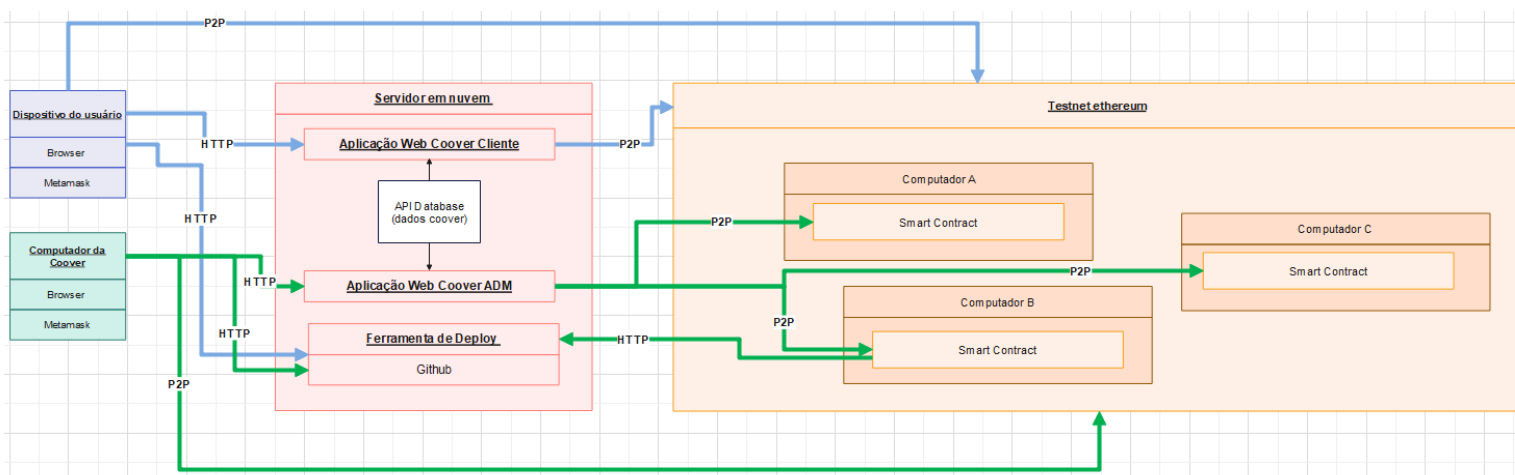 P2P
Dispositivo do usuário
Browser
Metamask
Computador da
Coover
Browser
Metamask
HTTP
HTTP
HTTP
HTTP
P2P
Servidor em nuvem
Aplicação Web Coover Cliente
API Database
(dados coover)
Aplicação Web Coover ADM
Ferramenta de Deploy
Github
P2P
P2P
P2P
P2P
HTTP
Testnet ethereum
Computador A
Smart Contract
Computador B
Smart Contract
Computador C
Smart Contract